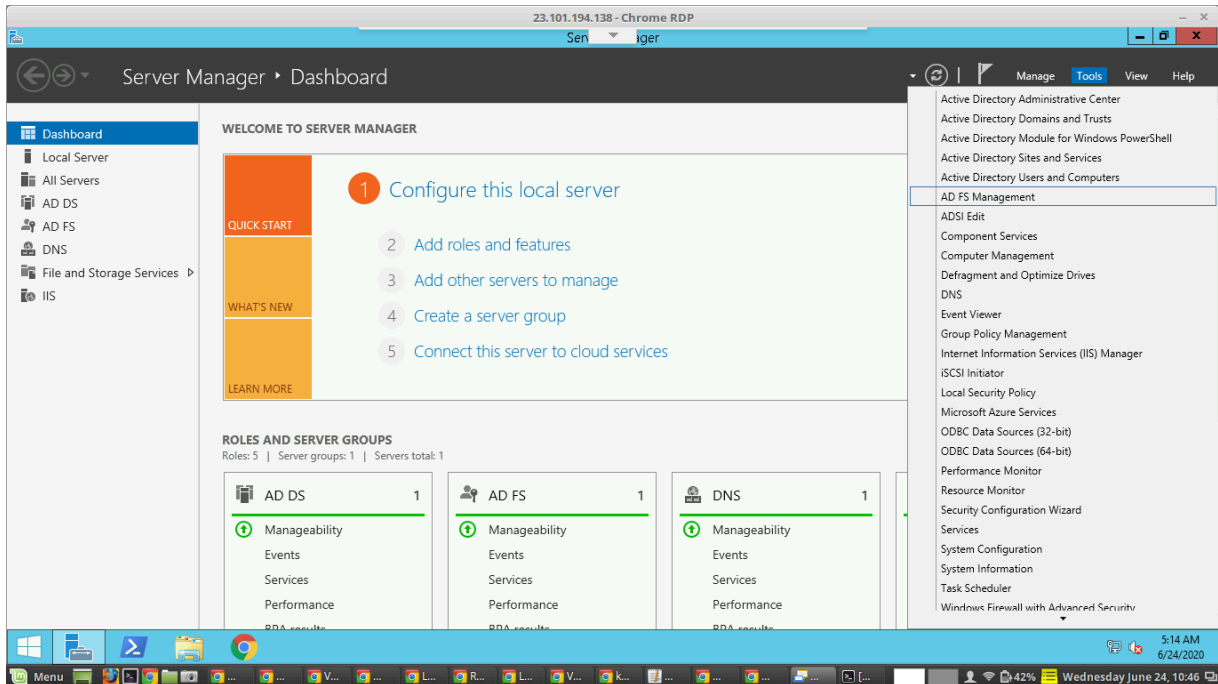 23.101.194.138 - Chrome RDP
Server Manager • Dashboard
Manage Tools View Help
Dashboard
Local Server
All Servers
AD DS
AD FS
DNS
File and Storage Services
IIS
WELCOME TO SERVER MANAGER
QUICK START
WHAT'S NEW
LEARN MORE
1 Configure this local server
2 Add roles and features
3 Add other servers to manage
4 Create a server group
5 Connect this server to cloud services
ROLES AND SERVER GROUPS
Roles: 5 | Server groups: 1 | Servers total: 1
AD DS 1
Manageability
Events
Services
Performance
AD FS 1
Manageability
Events
Services
Performance
DNS 1
Manageability
Events
Services
Performance
Active Directory Administrative Center
Active Directory Domains and Trusts
Active Directory Module for Windows PowerShell
Active Directory Sites and Services
Active Directory Users and Computers
AD FS Management
ADSI Edit
Component Services
Computer Management
Defragment and Optimize Drives
DNS
Event Viewer
Group Policy Management
Internet Information Services (IIS) Manager
iSCSI Initiator
Local Security Policy
Microsoft Azure Services
ODBC Data Sources (32-bit)
ODBC Data Sources (64-bit)
Performance Monitor
Resource Monitor
Security Configuration Wizard
Services
System Configuration
System Information
Task Scheduler
Windows Firewall with Advanced Security
5:14 AM
6/24/2020
Menu
42% Wednesday June 24, 10:46